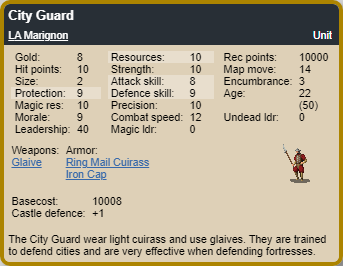 City Guard
LA Marignon Unit
Gold: 8 Resources: 10 Rec points: 10000
Hit points: 10 Strength: 10 Map move: 14
Size: 2 Attack skill: 8 Encumbrance: 3
Protection: 9 Defence skill: 9 Age: 22
Magic res: 10 Precision: 10 (50)
Morale: 9 Combat speed: 12 Undead ldr: 0
Leadership: 40 Magic ldr: 0
Weapons: Armor:
Glaive Ring Mail Cuirass
Iron Cap
Basecost: 10008
Castle defence: +1
The City Guard wear light cuirass and use glaives. They are trained
to defend cities and are very effective when defending fortresses.